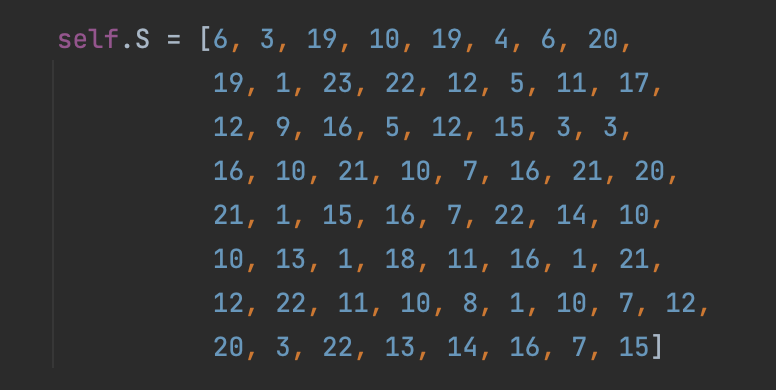 self.S = [6, 3, 19, 10, 19, 4, 6, 20,
19, 1, 23, 22, 12, 5, 11, 17,
12, 9, 16, 5, 12, 15, 3, 3,
16, 10, 21, 10, 7, 16, 21, 20,
21, 1, 15, 16, 7, 22, 14, 10,
10, 13, 1, 18, 11, 16, 1, 21,
12, 22, 11, 10, 8, 1, 10, 7, 12,
20, 3, 22, 13, 14, 16, 7, 15]